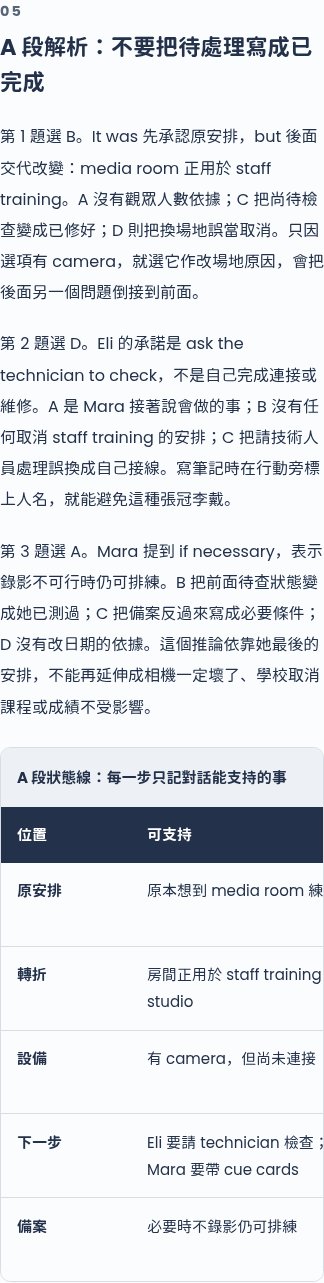 05
A 段解析：不要把待處理寫成已
完成
第 1 題選 B。It was 先承認原安排，but 後面
交代改變：media room 正用於 staff
training。A 沒有觀眾人數依據；C 把尚待檢
查變成已修好；D 則把換場地誤當取消。只因
選項有 camera，就選它作改場地原因，會把
後面另一個問題倒接到前面。
第 2 題選 D。Eli 的承諾是 ask the
technician to check，不是自己完成連接或
維修。A 是 Mara 接著說會做的事；B 沒有任
何取消 staff training 的安排；C 把請技術人
員處理誤換成自己接線。寫筆記時在行動旁標
上人名，就能避免這種張冠李戴。
第 3 題選 A。Mara 提到 if necessary，表示
錄影不可行時仍可排練。B 把前面待查狀態變
成她已測過；C 把備案反過來寫成必要條件；
D 沒有改日期的依據。這個推論依靠她最後的
安排，不能再延伸成相機一定壞了、學校取消
課程或成績不受影響。
A 段狀態線：每一步只記對話能支持的事
位置 可支持
原安排 原本想到 media room 練
轉折 房間正用於 staff training
studio
設備 有 camera，但尚未連接
下一步 Eli 要請 technician 檢查；
Mara 要帶 cue cards
備案 必要時不錄影仍可排練